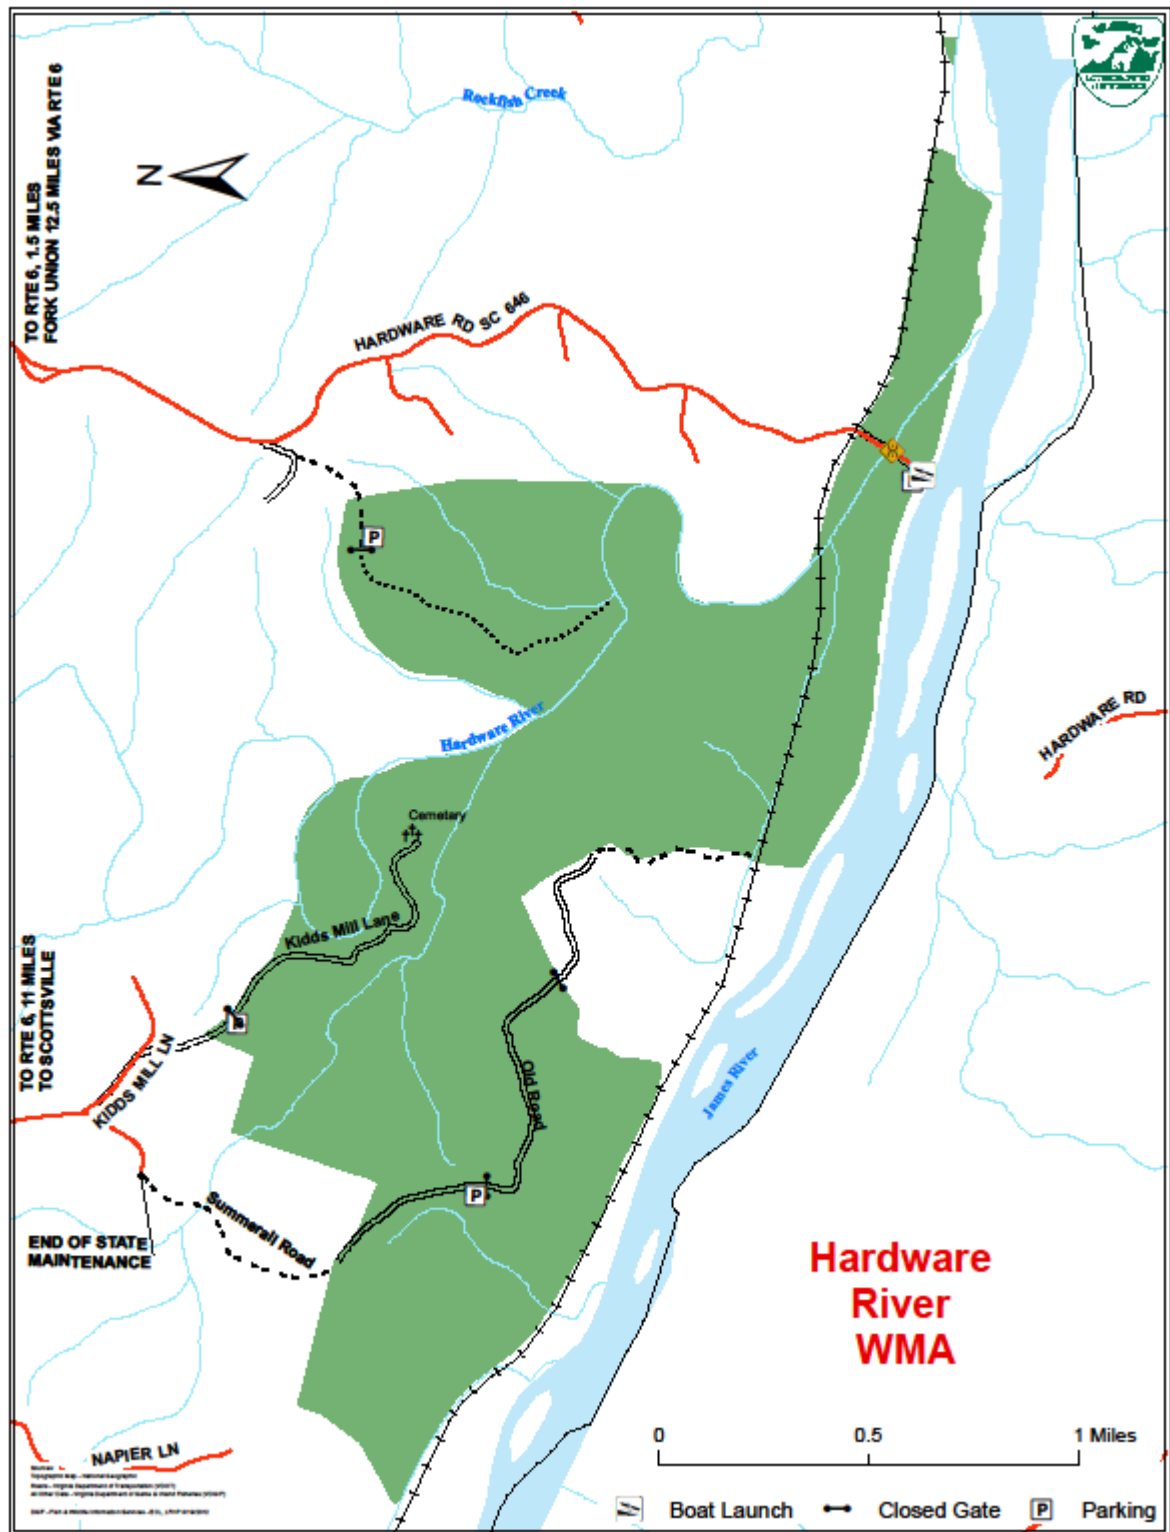 Rockfish Creek
N
TO RTE 6, 1.5 MILES
FORK UNION 12.5 MILES VIA RTE 6
HARDWARE RD SC 646
P
Hardware River
HARDWARE RD
Cemetary
Kidds Mill Lane
TO RTE 6, 11 MILES
TO SCOTTSVILLE
KIDDS MILL LN
P
Old Road
James River
P
Summerall Road
END OF STATE
MAINTENANCE
Hardware
River
WMA
NAPIER LN
0 0.5 1 Miles
Boat Launch Closed Gate P Parking